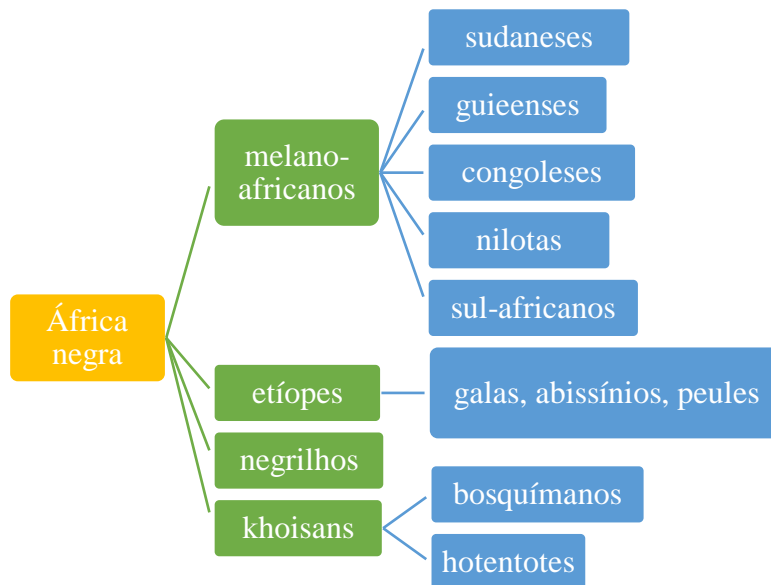 África
negra
melano-
africanos
sudaneses
guieenses
congoleses
nilotas
sul-africanos
etíopes
galas, abissínios, peules
negrilhos
khoisans
bosquímanos
hotentotes